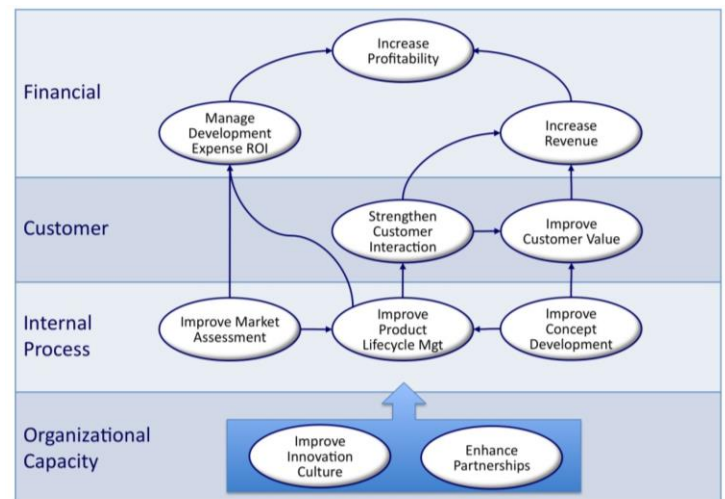 Financial
Increase
Profitability
Manage
Development
Expense ROI
Increase
Revenue
Customer
Strengthen
Customer
Interaction
Improve
Customer Value
Internal
Process
Improve Market
Assessment
Improve
Product
Lifecycle Mgt
Improve
Concept
Development
Organizational
Capacity
Improve
Innovation
Culture
Enhance
Partnerships